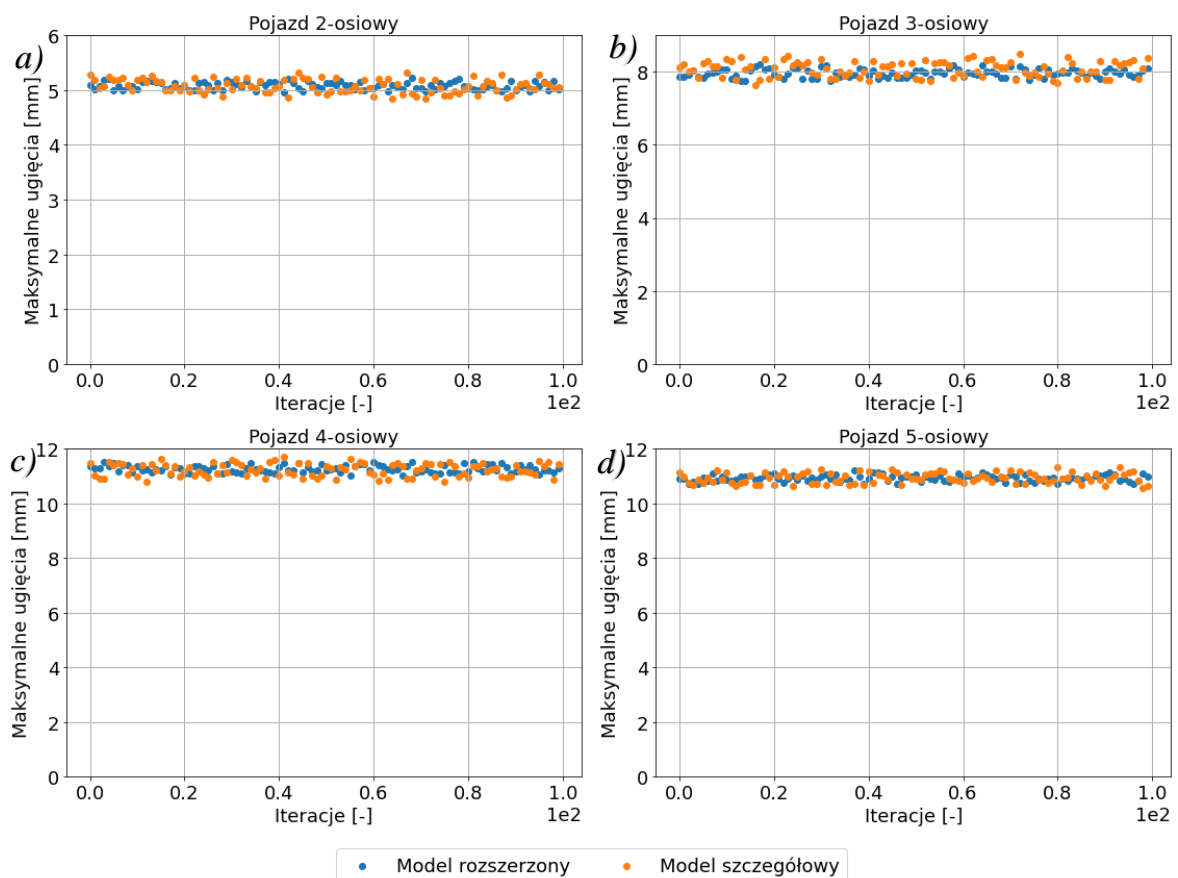 Pojazd 2-osiowy
a)
Maksymalne ugięcia [mm]
6
5
4
3
2
1
0
0.0 0.2 0.4 0.6 0.8 1.0
1e2
Iteracje [-]
Pojazd 3-osiowy
b)
Maksymalne ugięcia [mm]
8
6
4
2
0
0.0 0.2 0.4 0.6 0.8 1.0
1e2
Iteracje [-]
Pojazd 4-osiowy
c)
Maksymalne ugięcia [mm]
12
10
8
6
4
2
0
0.0 0.2 0.4 0.6 0.8 1.0
1e2
Iteracje [-]
Pojazd 5-osiowy
d)
Maksymalne ugięcia [mm]
12
10
8
6
4
2
0
0.0 0.2 0.4 0.6 0.8 1.0
1e2
Iteracje [-]
Model rozszerzony Model szczegółowy